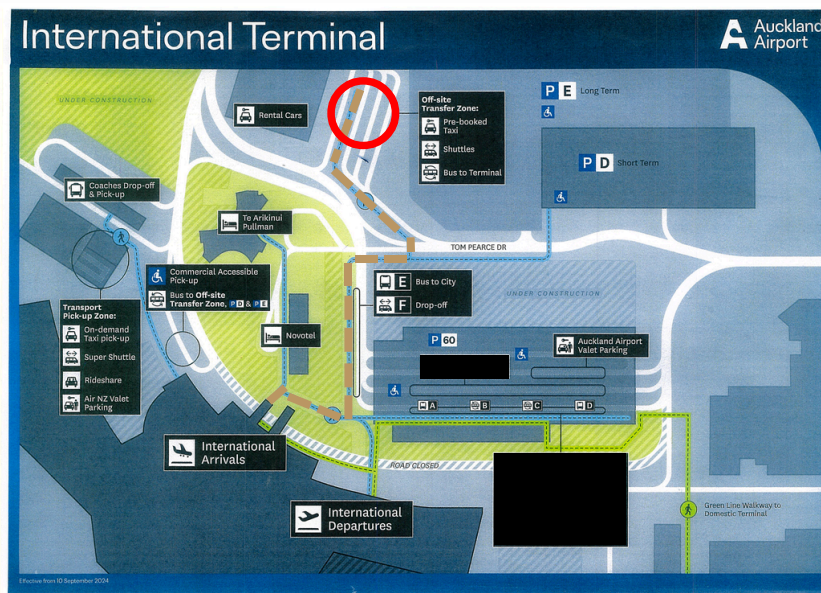 International Terminal
Auckland
Airport
UNDER CONSTRUCTION
Rental Cars
Off-site
Transfer Zone:
Pre-booked
Taxi
Shuttles
Bus to Terminal
P E Long Term
P D Short Term
Coaches Drop-off
& Pick-up
Te Arikinui
Pullman
TOM PEARCE DR
Commercial Accessible
Pick-up
Bus to Off-site
Transfer Zone, P D & P E
E Bus to City
F Drop-off
UNDER CONSTRUCTION
Transport
Pick-up Zone:
On-demand
Taxi pick-up
Super Shuttle
Rideshare
Air NZ Valet
Parking
Novotel
P 60
Auckland Airport
Valet Parking
A B C D
International
Arrivals
ROAD CLOSED
International
Departures
Green Line Walkway to
Domestic Terminal
Effective from 10 September 2024